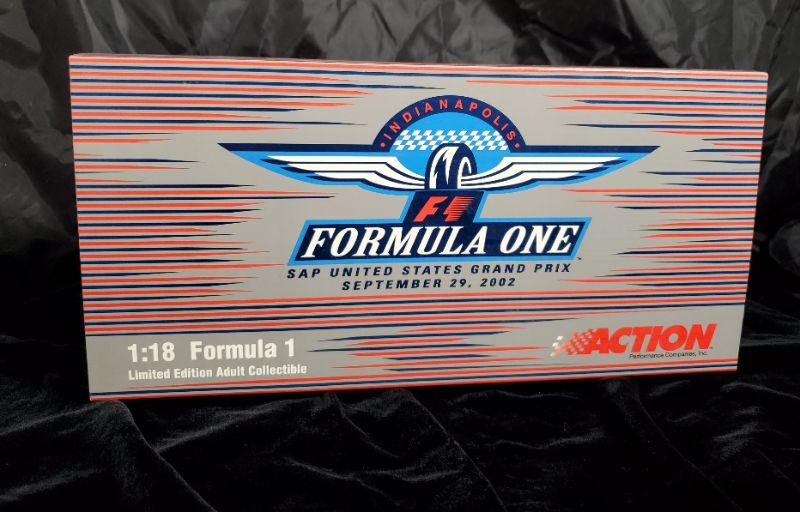 INDIANAPOLIS
F1
FORMULA ONE™
SAP UNITED STATES GRAND PRIX
SEPTEMBER 29, 2002
1:18 Formula 1
Limited Edition Adult Collectible
ACTION
Performance Companies, Inc.